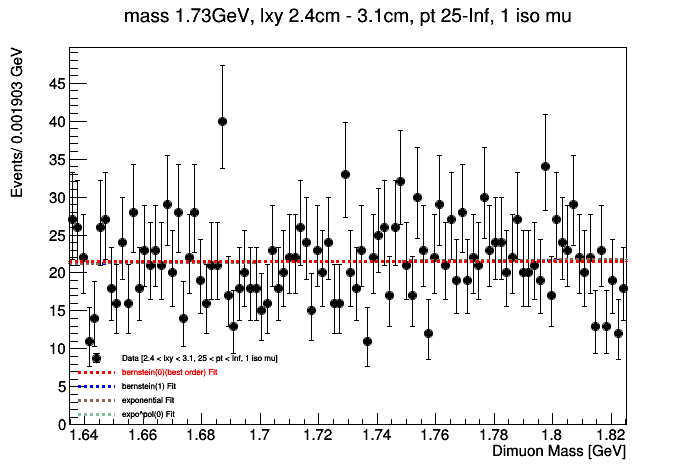 mass 1.73GeV, lxy 2.4cm - 3.1cm, pt 25-Inf, 1 iso mu
Events/ 0.001903 GeV
45
40
35
30
25
20
15
10
5
0
Data [2.4 < lxy < 3.1, 25 < pt < Inf, 1 iso mu]
bernstein(0)(best order) Fit
bernstein(1) Fit
exponential Fit
expo*pol(0) Fit
1.64 1.66 1.68 1.7 1.72 1.74 1.76 1.78 1.8 1.82
Dimuon Mass [GeV]